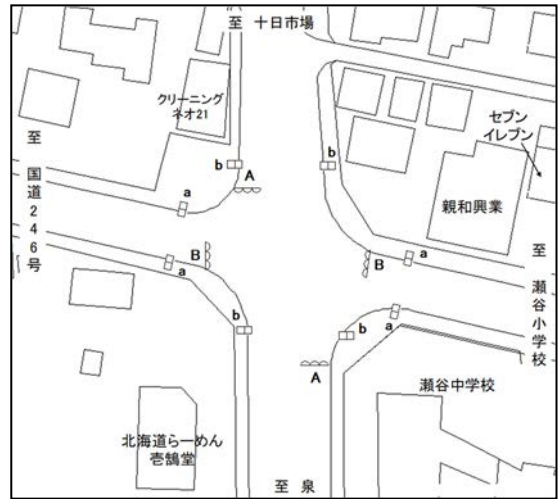 至 十日市場
クリーニング
ネオ21
セブン
イレブン
至 国道246号
b
A
b
a
親和興業
至 瀬谷小学校
B
a
B
a
a
b
b
A
瀬谷中学校
北海道らーめん
壱鵠堂
至 泉